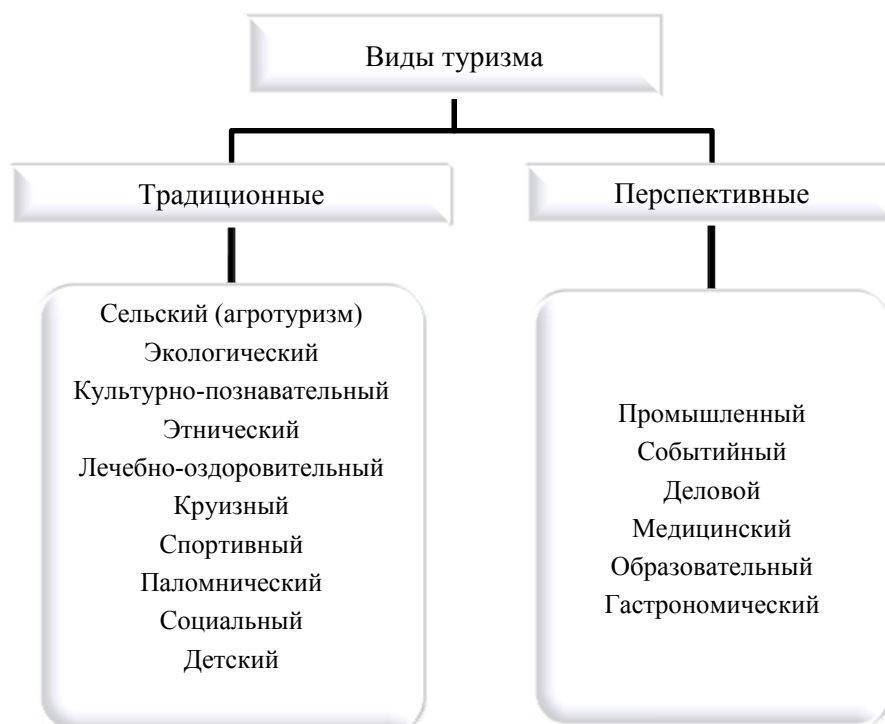 Виды туризма
Традиционные
Перспективные
Сельский (агротуризм)
Экологический
Культурно-познавательный
Этнический
Лечебно-оздоровительный
Круизный
Спортивный
Паломнический
Социальный
Детский
Промышленный
Событийный
Деловой
Медицинский
Образовательный
Гастрономический